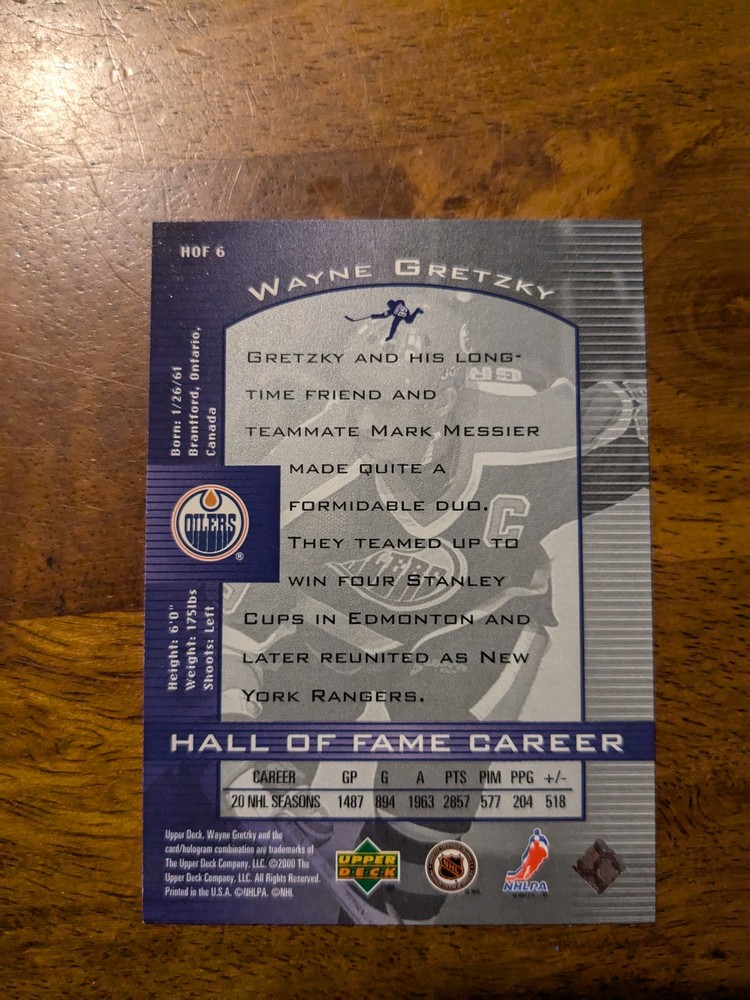 HOF 6
WAYNE GRETZKY
Born: 1/26/61
Brantford, Ontario,
Canada
GRETZKY AND HIS LONG-
TIME FRIEND AND
TEAMMATE MARK MESSIER
MADE QUITE A
FORMIDABLE DUO.
THEY TEAMED UP TO
WIN FOUR STANLEY
CUPS IN EDMONTON AND
LATER REUNITED AS NEW
YORK RANGERS.
OILERS
®
C
OILERS
Height: 6'0"
Weight: 175lbs
Shoots: Left
HALL OF FAME CAREER
CAREER GP G A PTS PIM PPG +/-
20 NHL SEASONS 1487 894 1963 2857 577 204 518
Upper Deck, Wayne Gretzky and the
card/hologram combination are trademarks of
The Upper Deck Company, LLC. ©2000 The
Upper Deck Company, LLC. All Rights Reserved.
Printed in the U.S.A. ©NHLPA. ©NHL
UPPER
DECK
NHL
NHLPA